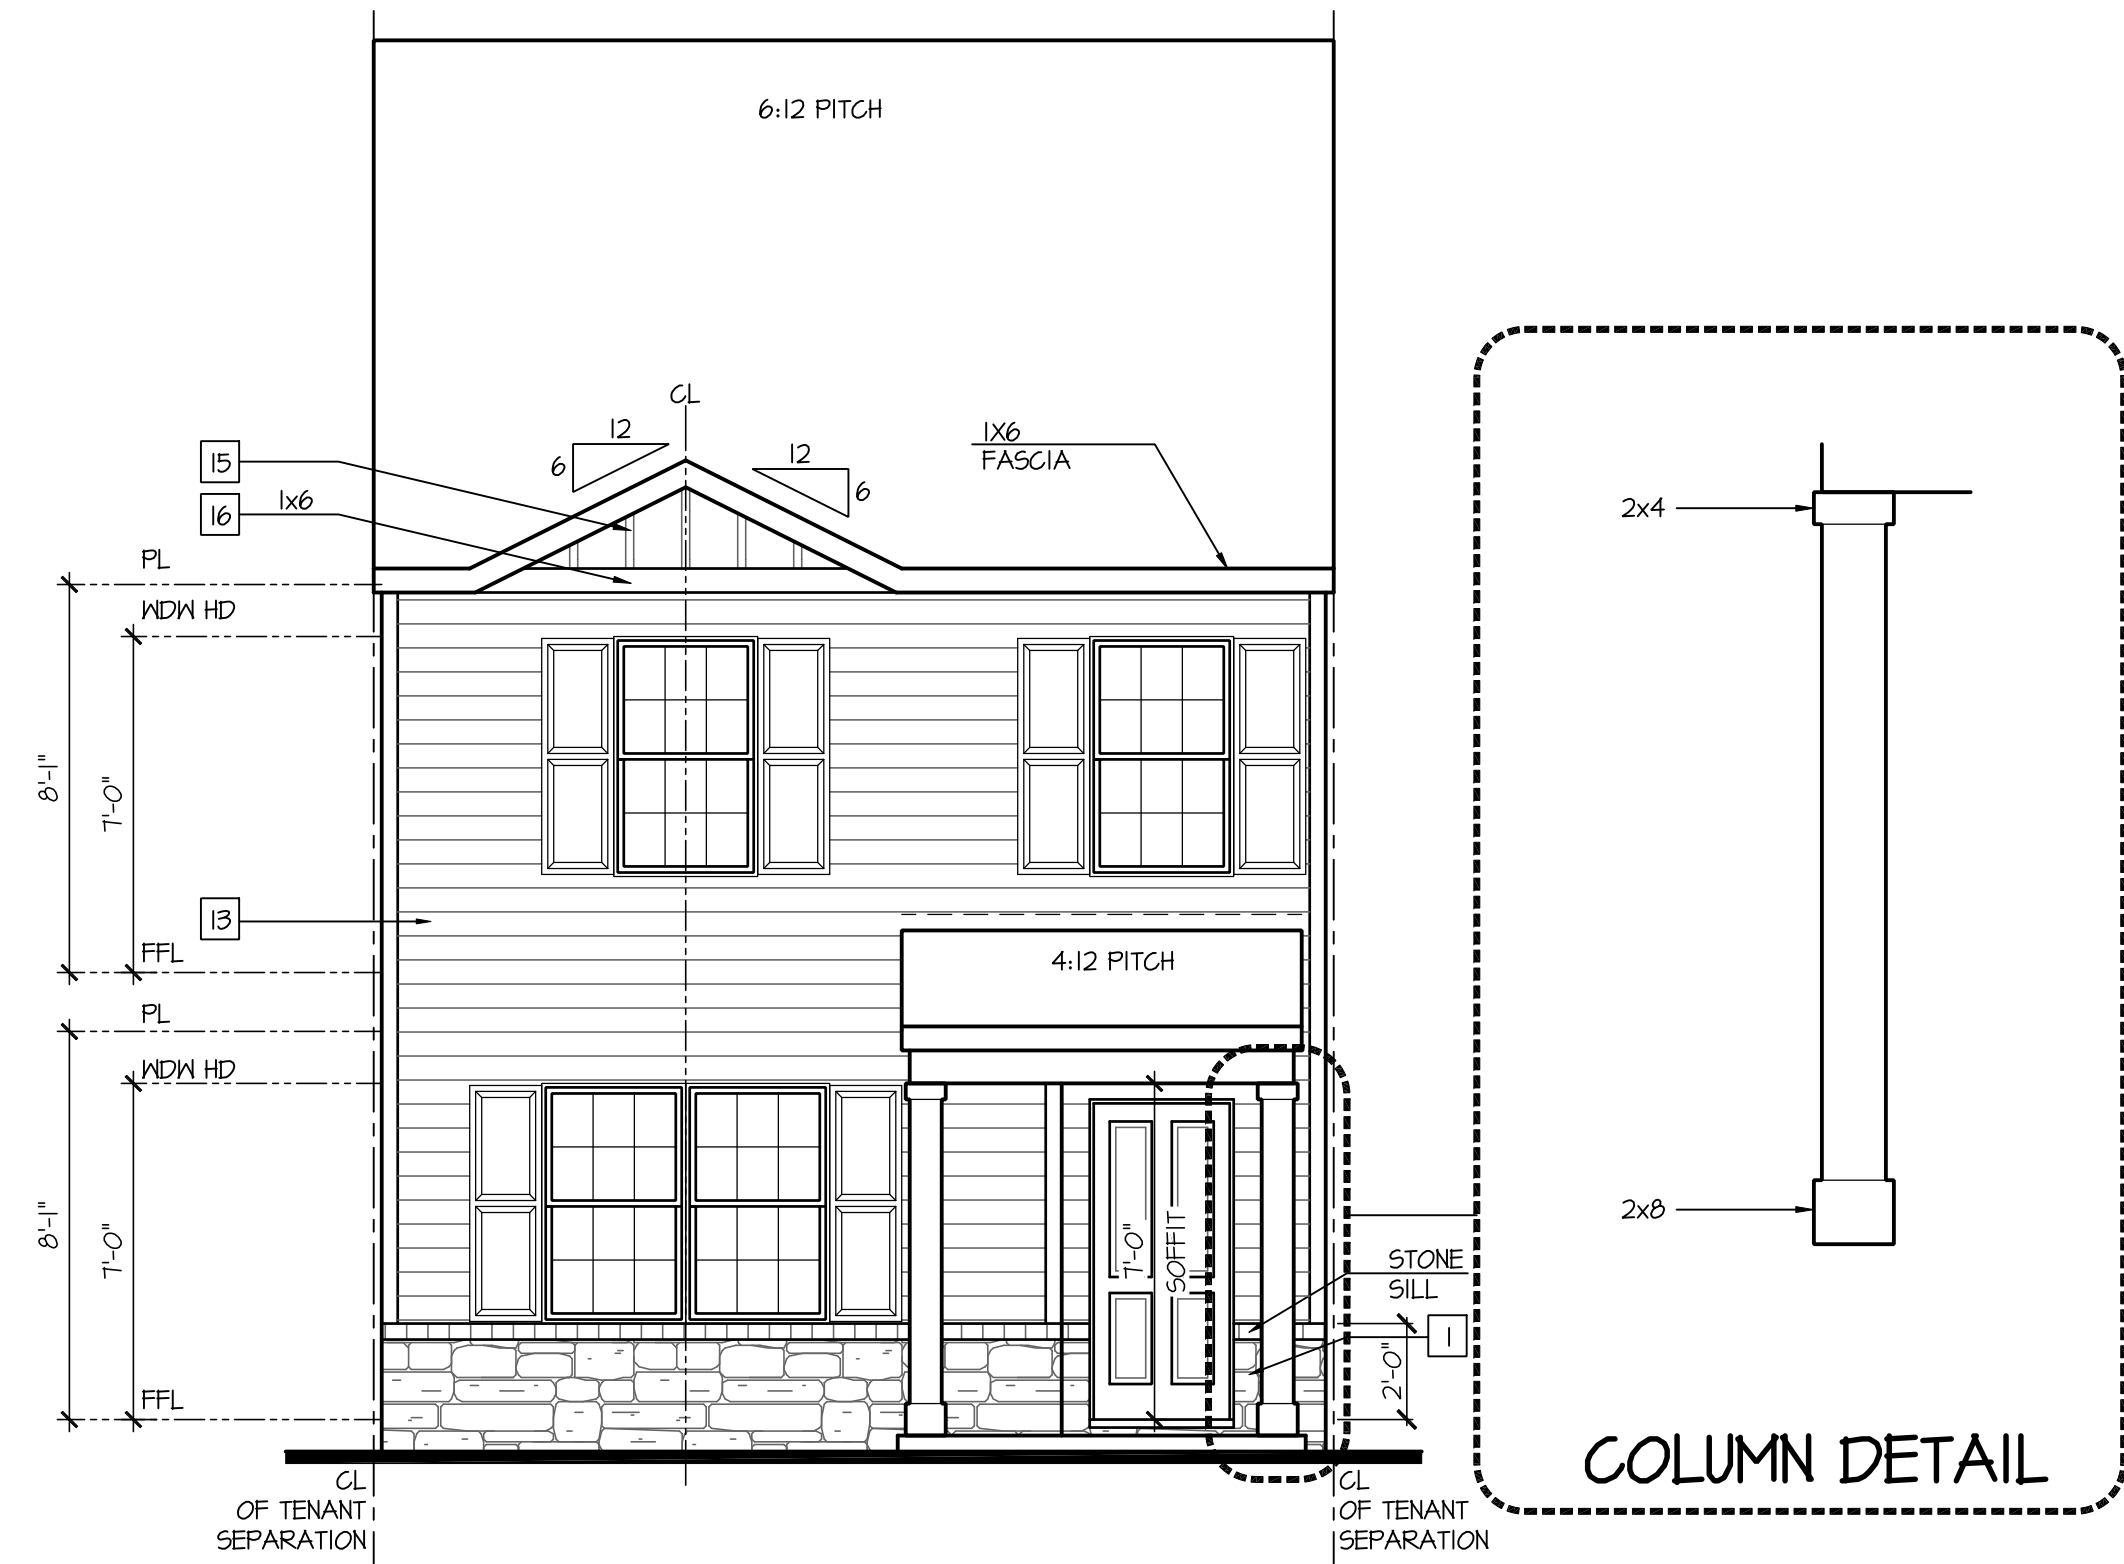 6:12 PITCH
CL
12
6
12
6
1X6
FASCIA
15
16
1x6
PL
WDW HD
8'-1"
7'-0"
13
FFL
PL
WDW HD
8'-1"
7'-0"
FFL
4:12 PITCH
7'-0"
SOFFIT
STONE
SILL
1
2'-0"
CL
OF TENANT
SEPARATION
CL
OF TENANT
SEPARATION
2x4
2x8
COLUMN DETAIL